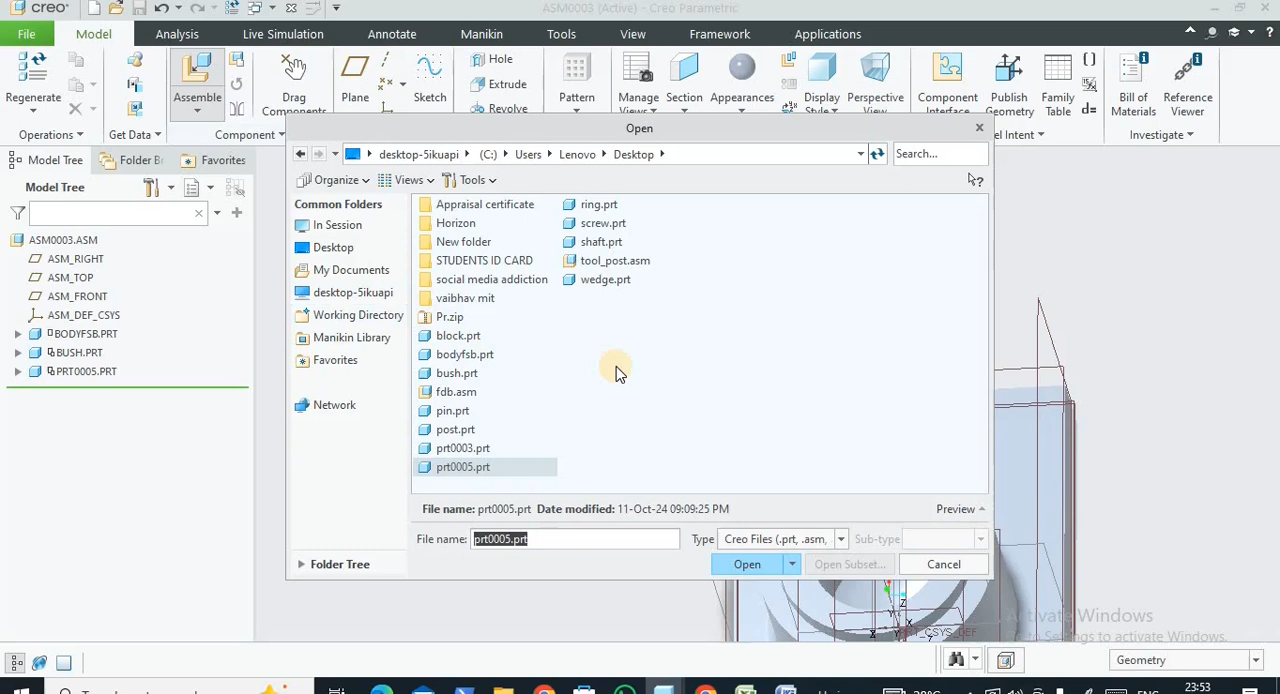 creo
ASM0003 (Active) - Creo Parametric
File Model Analysis Live Simulation Annotate Manikin Tools View Framework Applications
Regenerate Assemble Drag Components Plane Sketch Hole Extrude Revolve Pattern Manage Views Section Appearances Display Style Perspective View Component Interface Publish Geometry Family Table Bill of Materials Reference Viewer
Operations Get Data Component l Intent Investigate
Open
Model Tree Folder Br Favorites
desktop-5ikuapi (C:) Users Lenovo Desktop Search...
Model Tree
Organize Views Tools
Common Folders
In Session
Desktop
My Documents
desktop-5ikuapi
Working Directory
Manikin Library
Favorites
Network
Folder Tree
ASM0003.ASM
ASM_RIGHT
ASM_TOP
ASM_FRONT
ASM_DEF_CSYS
BODYFSB.PRT
BUSH.PRT
PRT0005.PRT
Appraisal certificate
Horizon
New folder
STUDENTS ID CARD
social media addiction
vaibhav mit
Pr.zip
block.prt
bodyfsb.prt
bush.prt
fdb.asm
pin.prt
post.prt
prt0003.prt
prt0005.prt
ring.prt
screw.prt
shaft.prt
tool_post.asm
wedge.prt
File name: prt0005.prt Date modified: 11-Oct-24 09:09:25 PM Preview
File name: prt0005.prt Type Creo Files (.prt, .asm, Sub-type
Open Open Subset... Cancel
Z
Y
X
Z
Activate Windows
Go to Settings to activate Windows.
Geometry
23:53